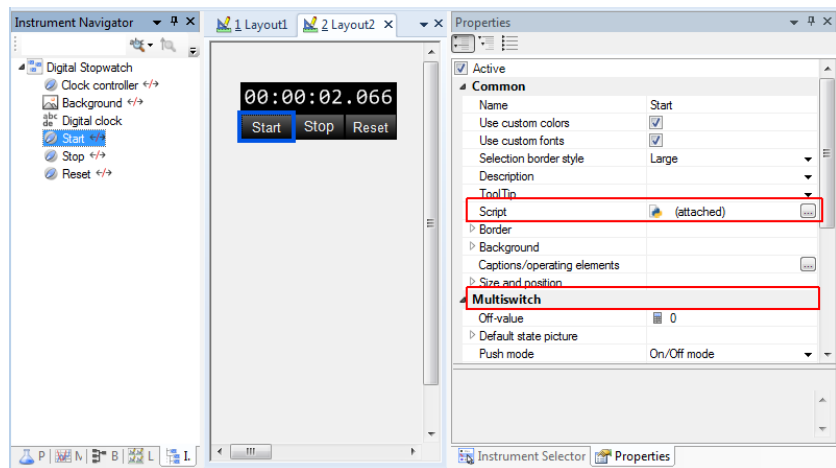 Instrument Navigator
Digital Stopwatch
Clock controller
Background
abc
de
Digital clock
Start
Stop
Reset
P
N
B
L
I.
1 Layout1
2 Layout2
00:00:02.066
Start
Stop
Reset
Properties
Active
Common
Name Start
Use custom colors
Use custom fonts
Selection border style Large
Description
ToolTip
Script (attached) ...
Border
Background
Captions/operating elements ...
Size and position
Multiswitch
Off-value 0
Default state picture
Push mode On/Off mode
Instrument Selector
Properties